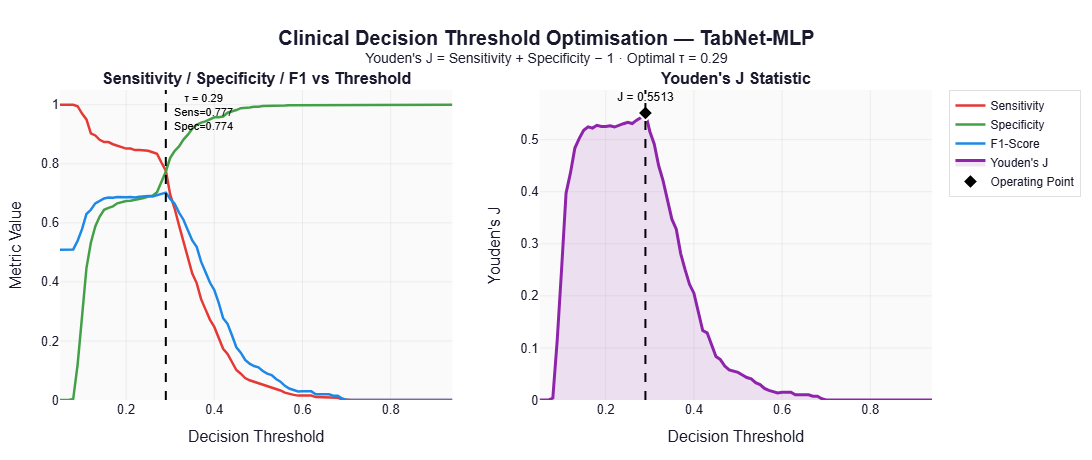 Clinical Decision Threshold Optimisation — TabNet-MLP
Youden's J = Sensitivity + Specificity − 1 · Optimal τ = 0.29
Sensitivity / Specificity / F1 vs Threshold
τ = 0.29
Sens=0.777
Spec=0.774
Metric Value
1
0.8
0.6
0.4
0.2
0
0.2
0.4
0.6
0.8
Decision Threshold
Youden's J Statistic
J = 0.5513
Youden's J
0.5
0.4
0.3
0.2
0.1
0
0.2
0.4
0.6
0.8
Decision Threshold
Sensitivity
Specificity
F1-Score
Youden's J
Operating Point